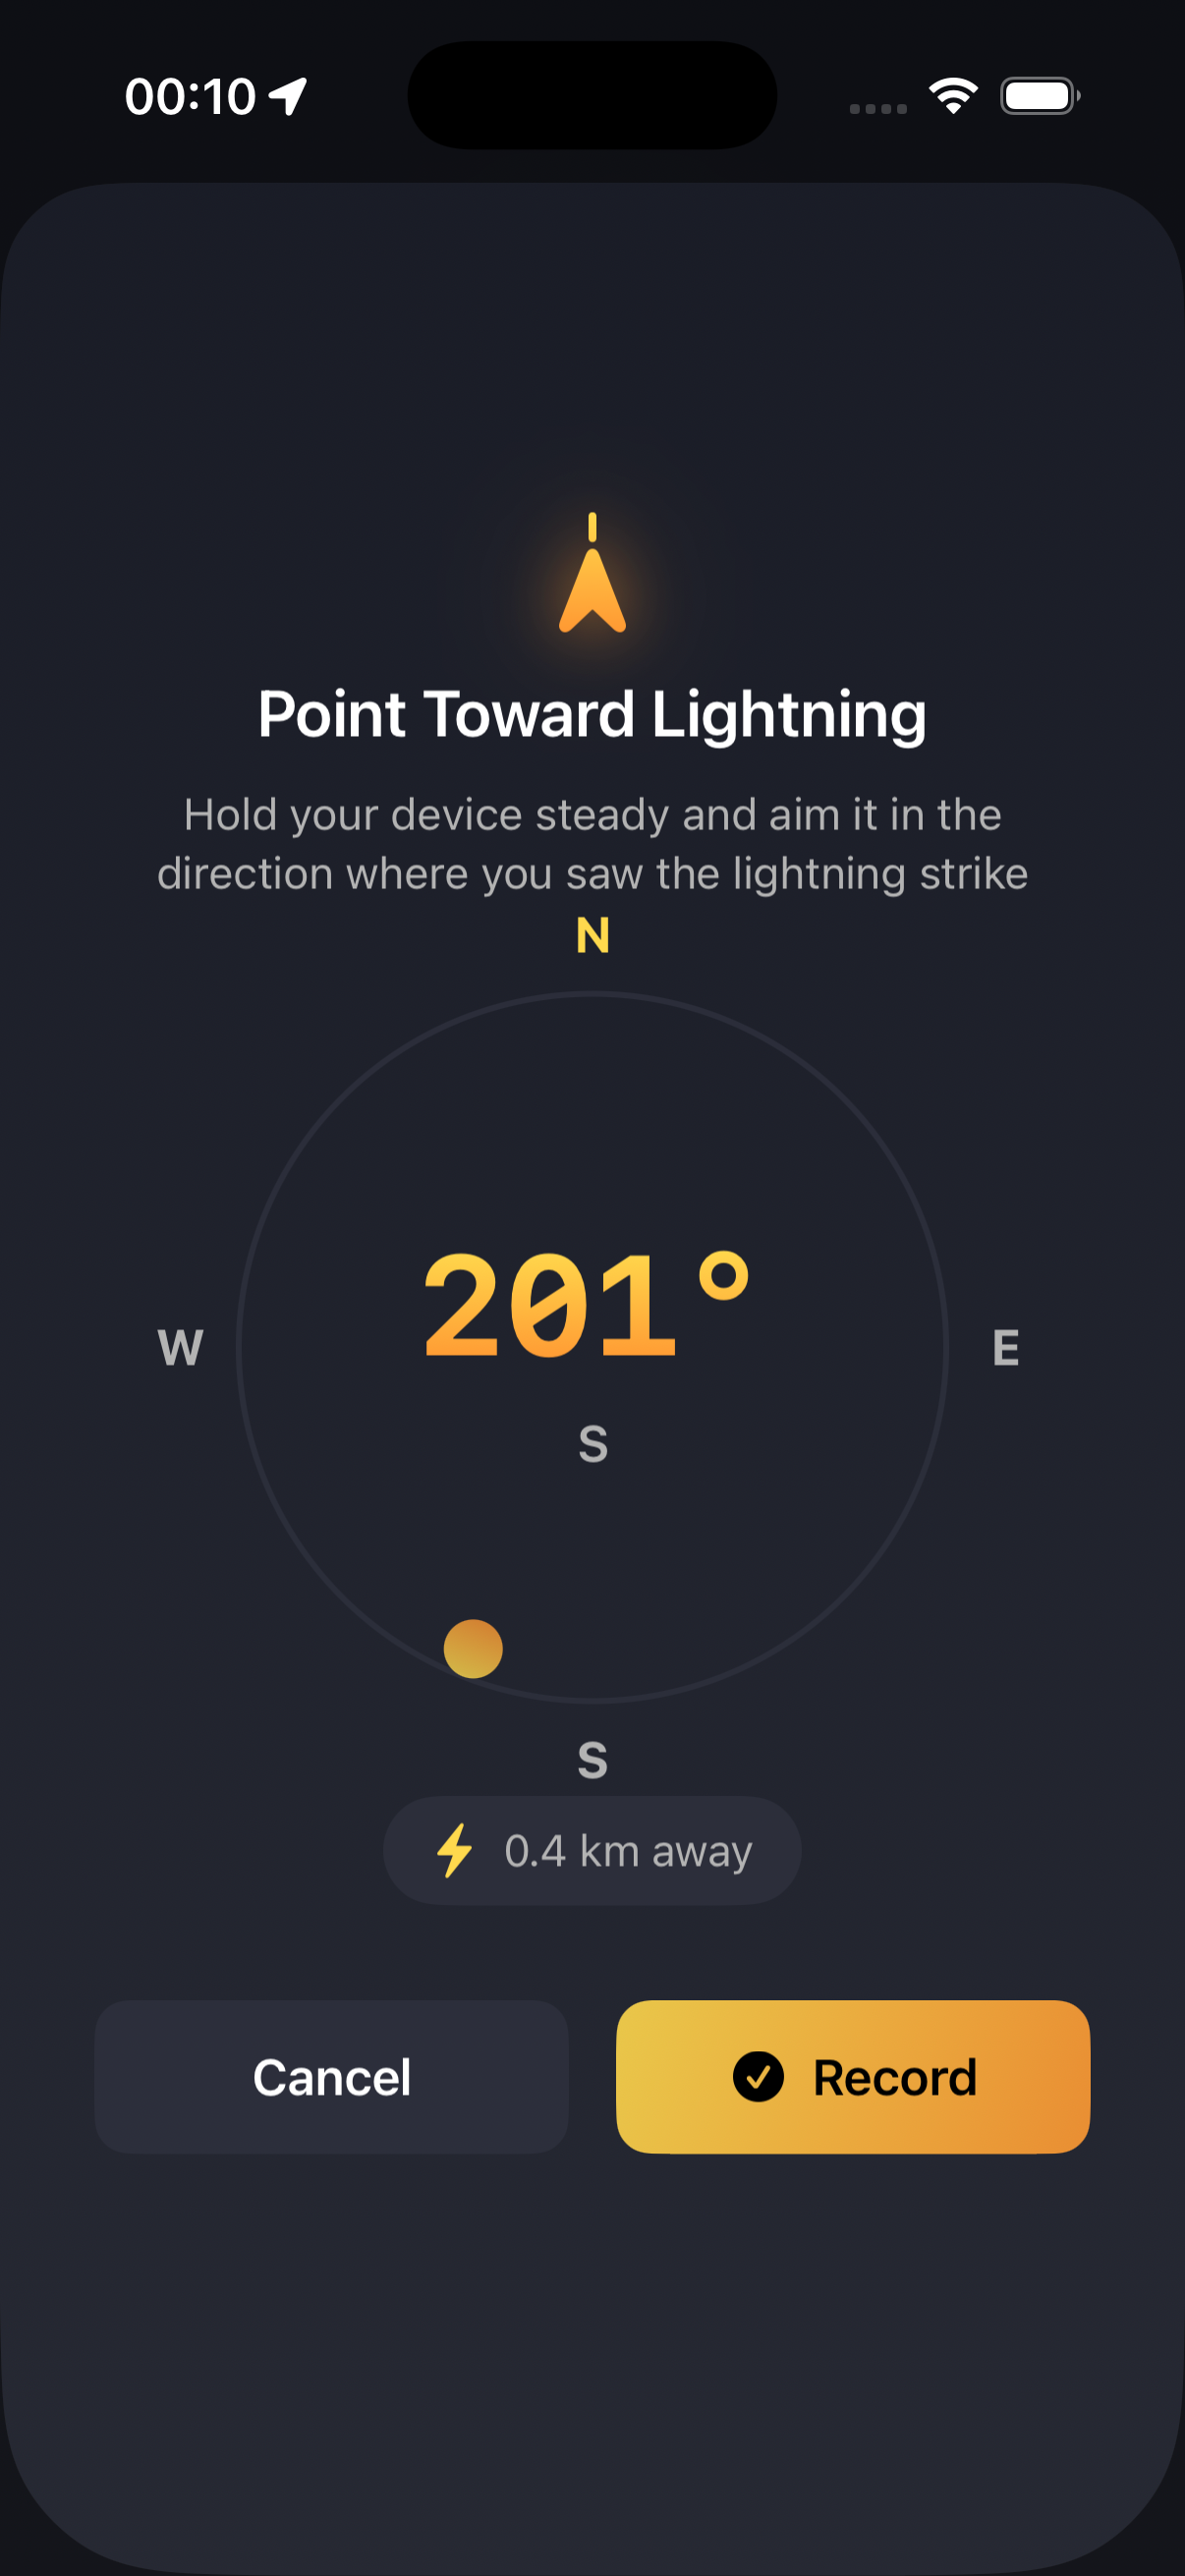 00:10
Point Toward Lightning
Hold your device steady and aim it in the
direction where you saw the lightning strike
N
201°
W
E
S
S
0.4 km away
Cancel
Record